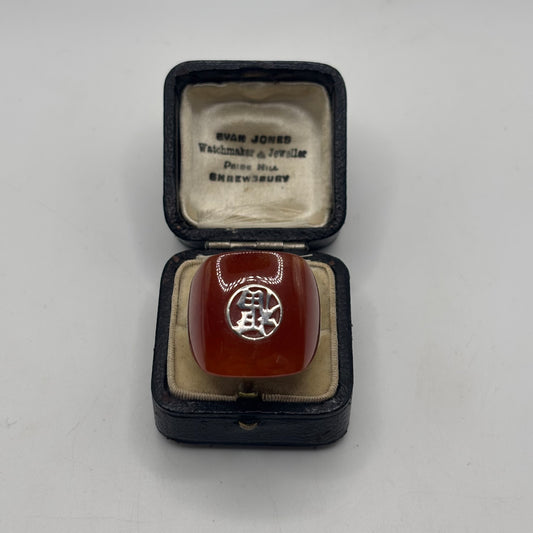 EVAN JONES
Watchmaker & Jeweller
PRIDE HILL
SHREWSBURY